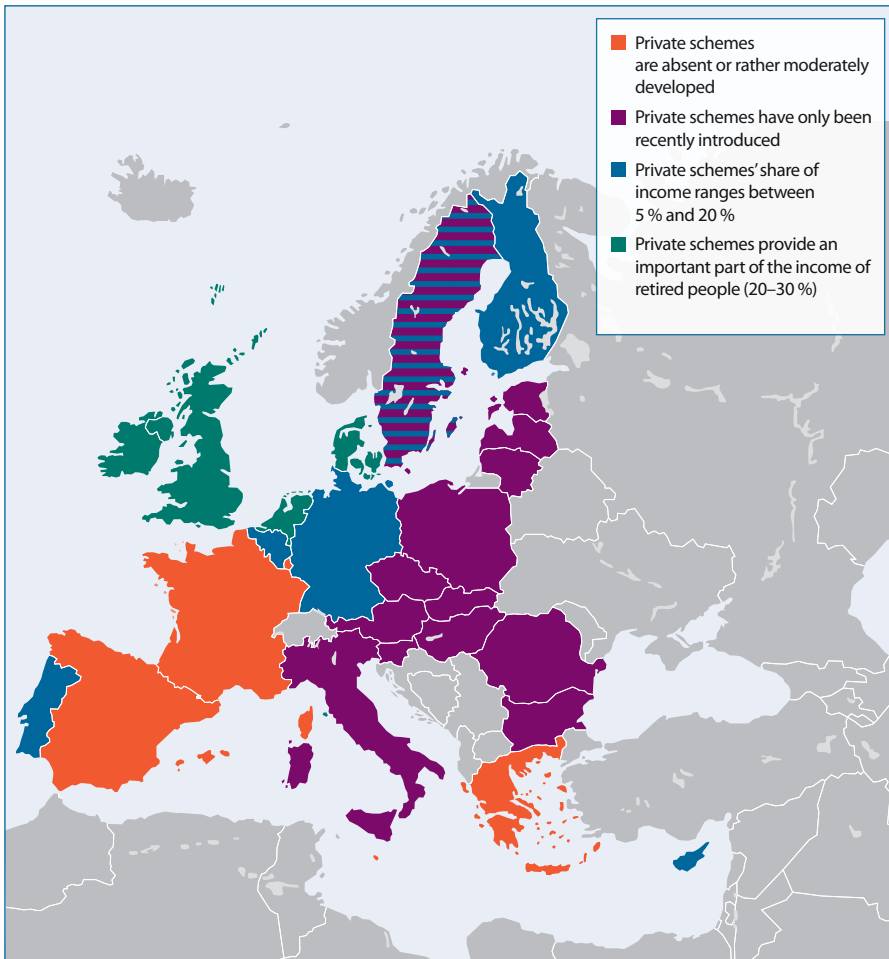 Private schemes
are absent or rather moderately
developed
Private schemes have only been
recently introduced
Private schemes’ share of
income ranges between
5 % and 20 %
Private schemes provide an
important part of the income of
retired people (20–30 %)